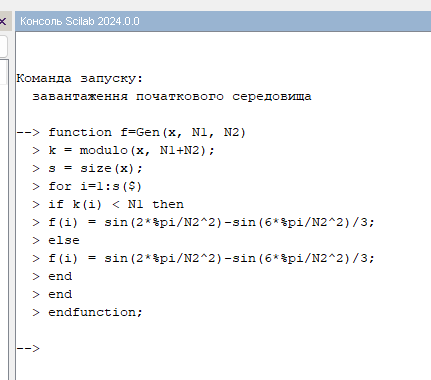 Консоль Scilab 2024.0.0
Команда запуску:
завантаження початкового середовища
--> function f=Gen(x, N1, N2)
> k = modulo(x, N1+N2);
> s = size(x);
> for i=1:s($)
> if k(i) < N1 then
> f(i) = sin(2*%pi/N2^2)-sin(6*%pi/N2^2)/3;
> else
> f(i) = sin(2*%pi/N2^2)-sin(6*%pi/N2^2)/3;
> end
> end
> endfunction;
-->